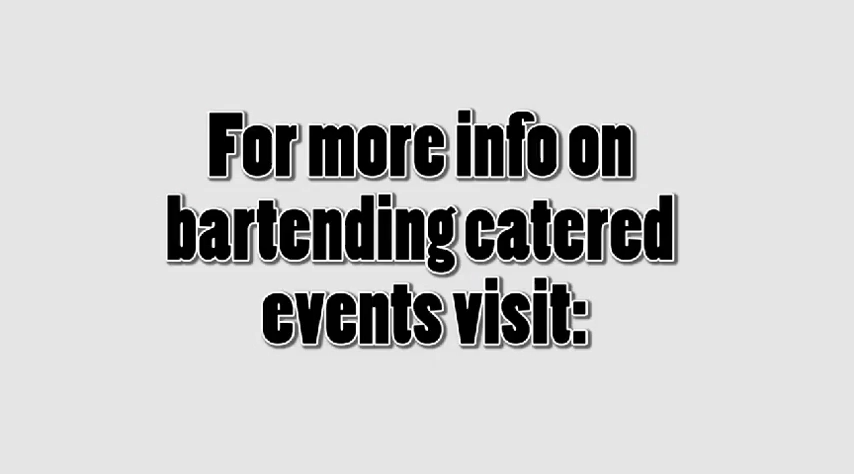 For more info on
bartending catered
events visit: